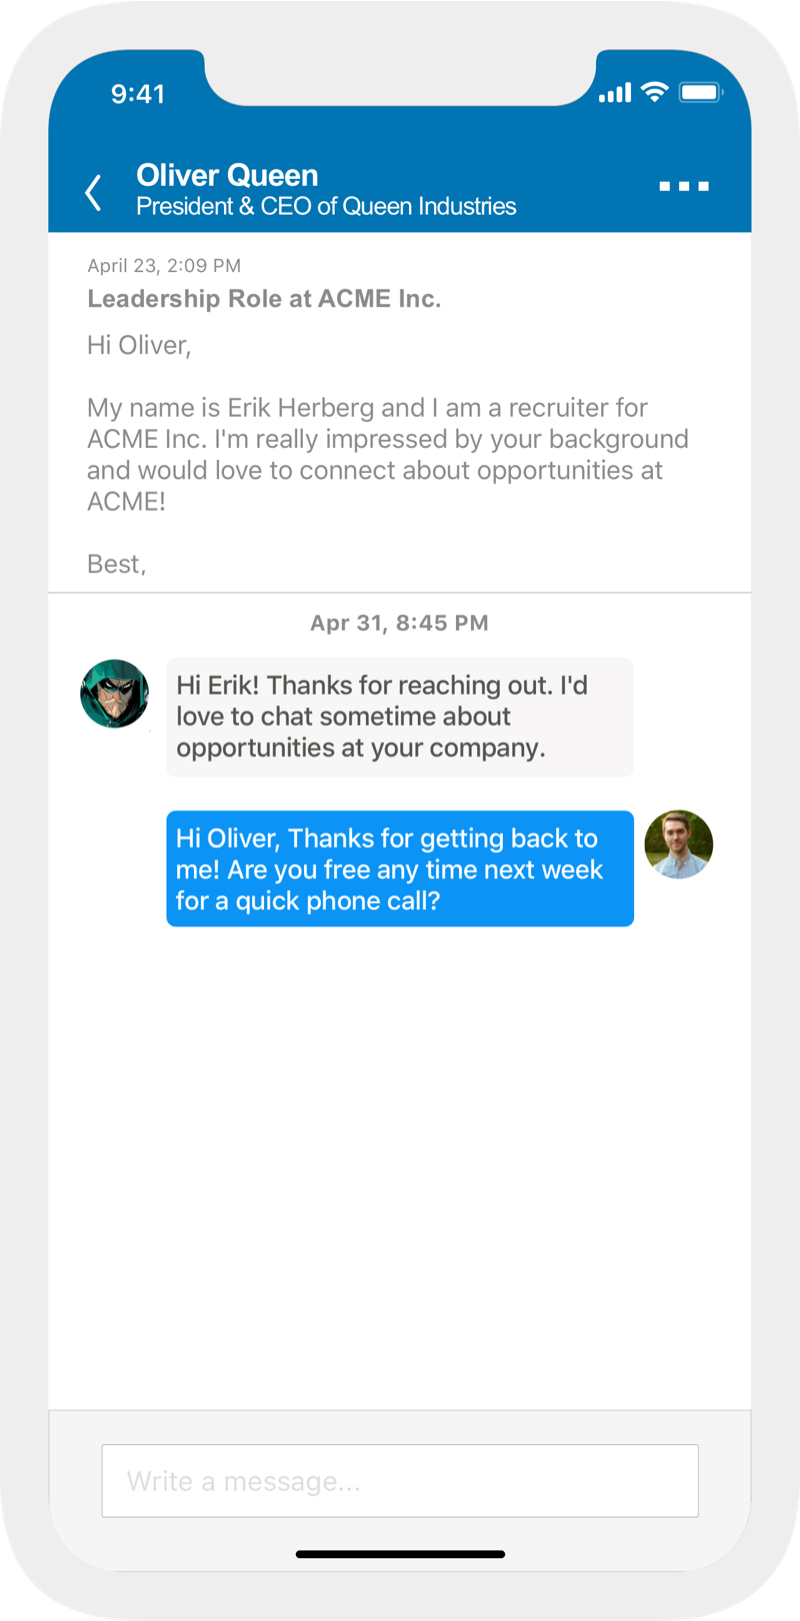 9:41
Oliver Queen
President & CEO of Queen Industries
April 23, 2:09 PM
Leadership Role at ACME Inc.
Hi Oliver,
My name is Erik Herberg and I am a recruiter for
ACME Inc. I'm really impressed by your background
and would love to connect about opportunities at
ACME!
Best,
Apr 31, 8:45 PM
Hi Erik! Thanks for reaching out. I'd
love to chat sometime about
opportunities at your company.
Hi Oliver, Thanks for getting back to
me! Are you free any time next week
for a quick phone call?
Write a message...